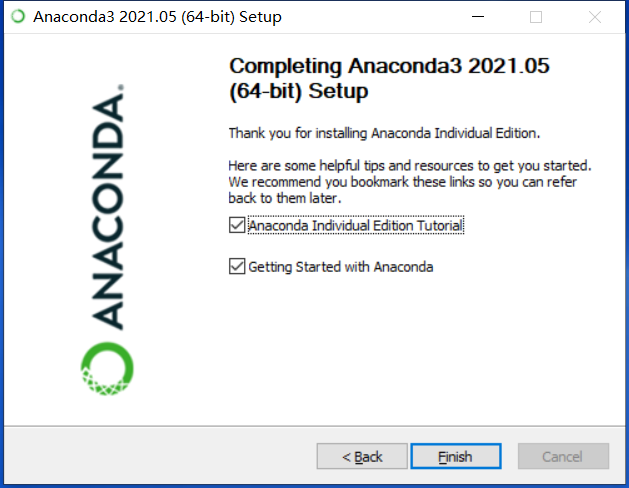 Anaconda3 2021.05 (64-bit) Setup
Completing Anaconda3 2021.05
(64-bit) Setup
Thank you for installing Anaconda Individual Edition.
Here are some helpful tips and resources to get you started.
We recommend you bookmark these links so you can refer
back to them later.
Anaconda Individual Edition Tutorial
Getting Started with Anaconda
ANACONDA.
< Back
Finish
Cancel